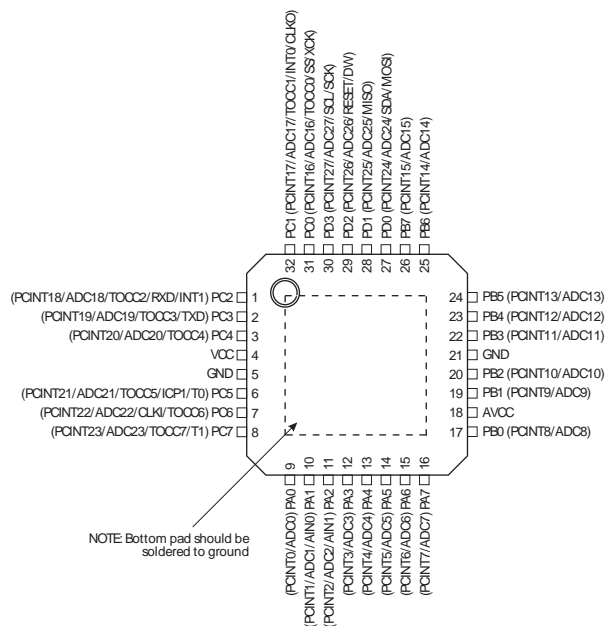 PC1 (PCINT17/ADC17/TOCC1/INT0/CLKO)
PC0 (PCINT16/ADC16/TOCC0/SS/XCK)
PD3 (PCINT27/ADC27/SCL/SCK)
PD2 (PCINT26/ADC26/RESET/DW)
PD1 (PCINT25/ADC25/MISO)
PD0 (PCINT24/ADC24/SDA/MOSI)
PB7 (PCINT15/ADC15)
PB6 (PCINT14/ADC14)
32 31 30 29 28 27 26 25
(PCINT18/ADC18/TOCC2/RXD/INT1) PC2 1
(PCINT19/ADC19/TOCC3/TXD) PC3 2
(PCINT20/ADC20/TOCC4) PC4 3
VCC 4
GND 5
(PCINT21/ADC21/TOCC5/ICP1/T0) PC5 6
(PCINT22/ADC22/CLKI/TOCC6) PC6 7
(PCINT23/ADC23/TOCC7/T1) PC7 8
24 PB5 (PCINT13/ADC13)
23 PB4 (PCINT12/ADC12)
22 PB3 (PCINT11/ADC11)
21 GND
20 PB2 (PCINT10/ADC10)
19 PB1 (PCINT9/ADC9)
18 AVCC
17 PB0 (PCINT8/ADC8)
9 10 11 12 13 14 15 16
(PCINT0/ADC0) PA0
(PCINT1/ADC1/AIN0) PA1
(PCINT2/ADC2/AIN1) PA2
(PCINT3/ADC3) PA3
(PCINT4/ADC4) PA4
(PCINT5/ADC5) PA5
(PCINT6/ADC6) PA6
(PCINT7/ADC7) PA7
NOTE: Bottom pad should be
soldered to ground